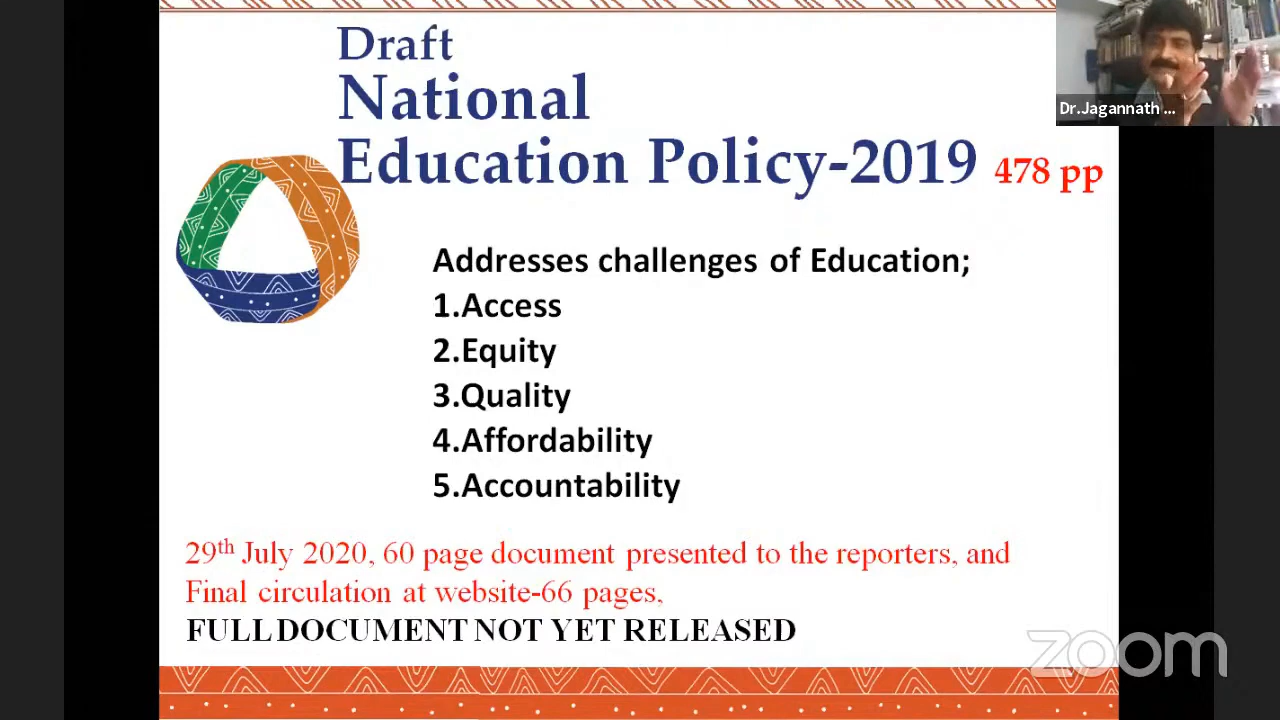 Draft
National
Education Policy-2019 478 pp
Dr.Jagannath ...
Addresses challenges of Education;
1.Access
2.Equity
3.Quality
4.Affordability
5.Accountability
29th July 2020, 60 page document presented to the reporters, and
Final circulation at website-66 pages,
FULL DOCUMENT NOT YET RELEASED
zoom